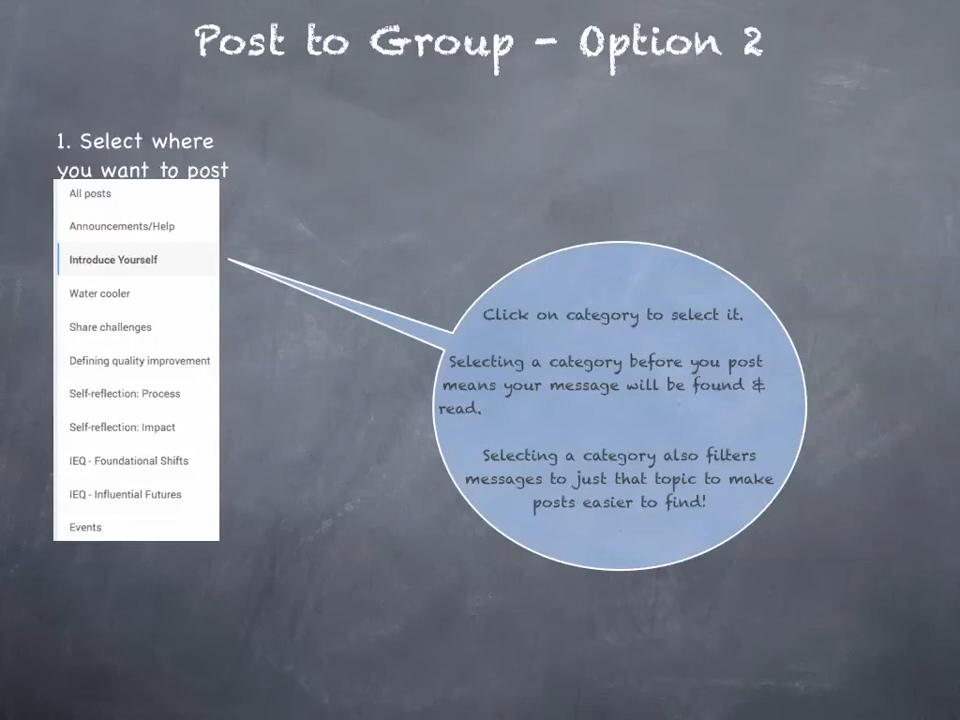 Post to Group - Option 2
1. Select where
you want to post
All posts
Announcements/Help
Introduce Yourself
Water cooler
Share challenges
Defining quality improvement
Self-reflection: Process
Self-reflection: Impact
IEQ - Foundational Shifts
IEQ - Influential Futures
Events
Click on category to select it.
Selecting a category before you post
means your message will be found &
read.
Selecting a category also filters
messages to just that topic to make
posts easier to find!